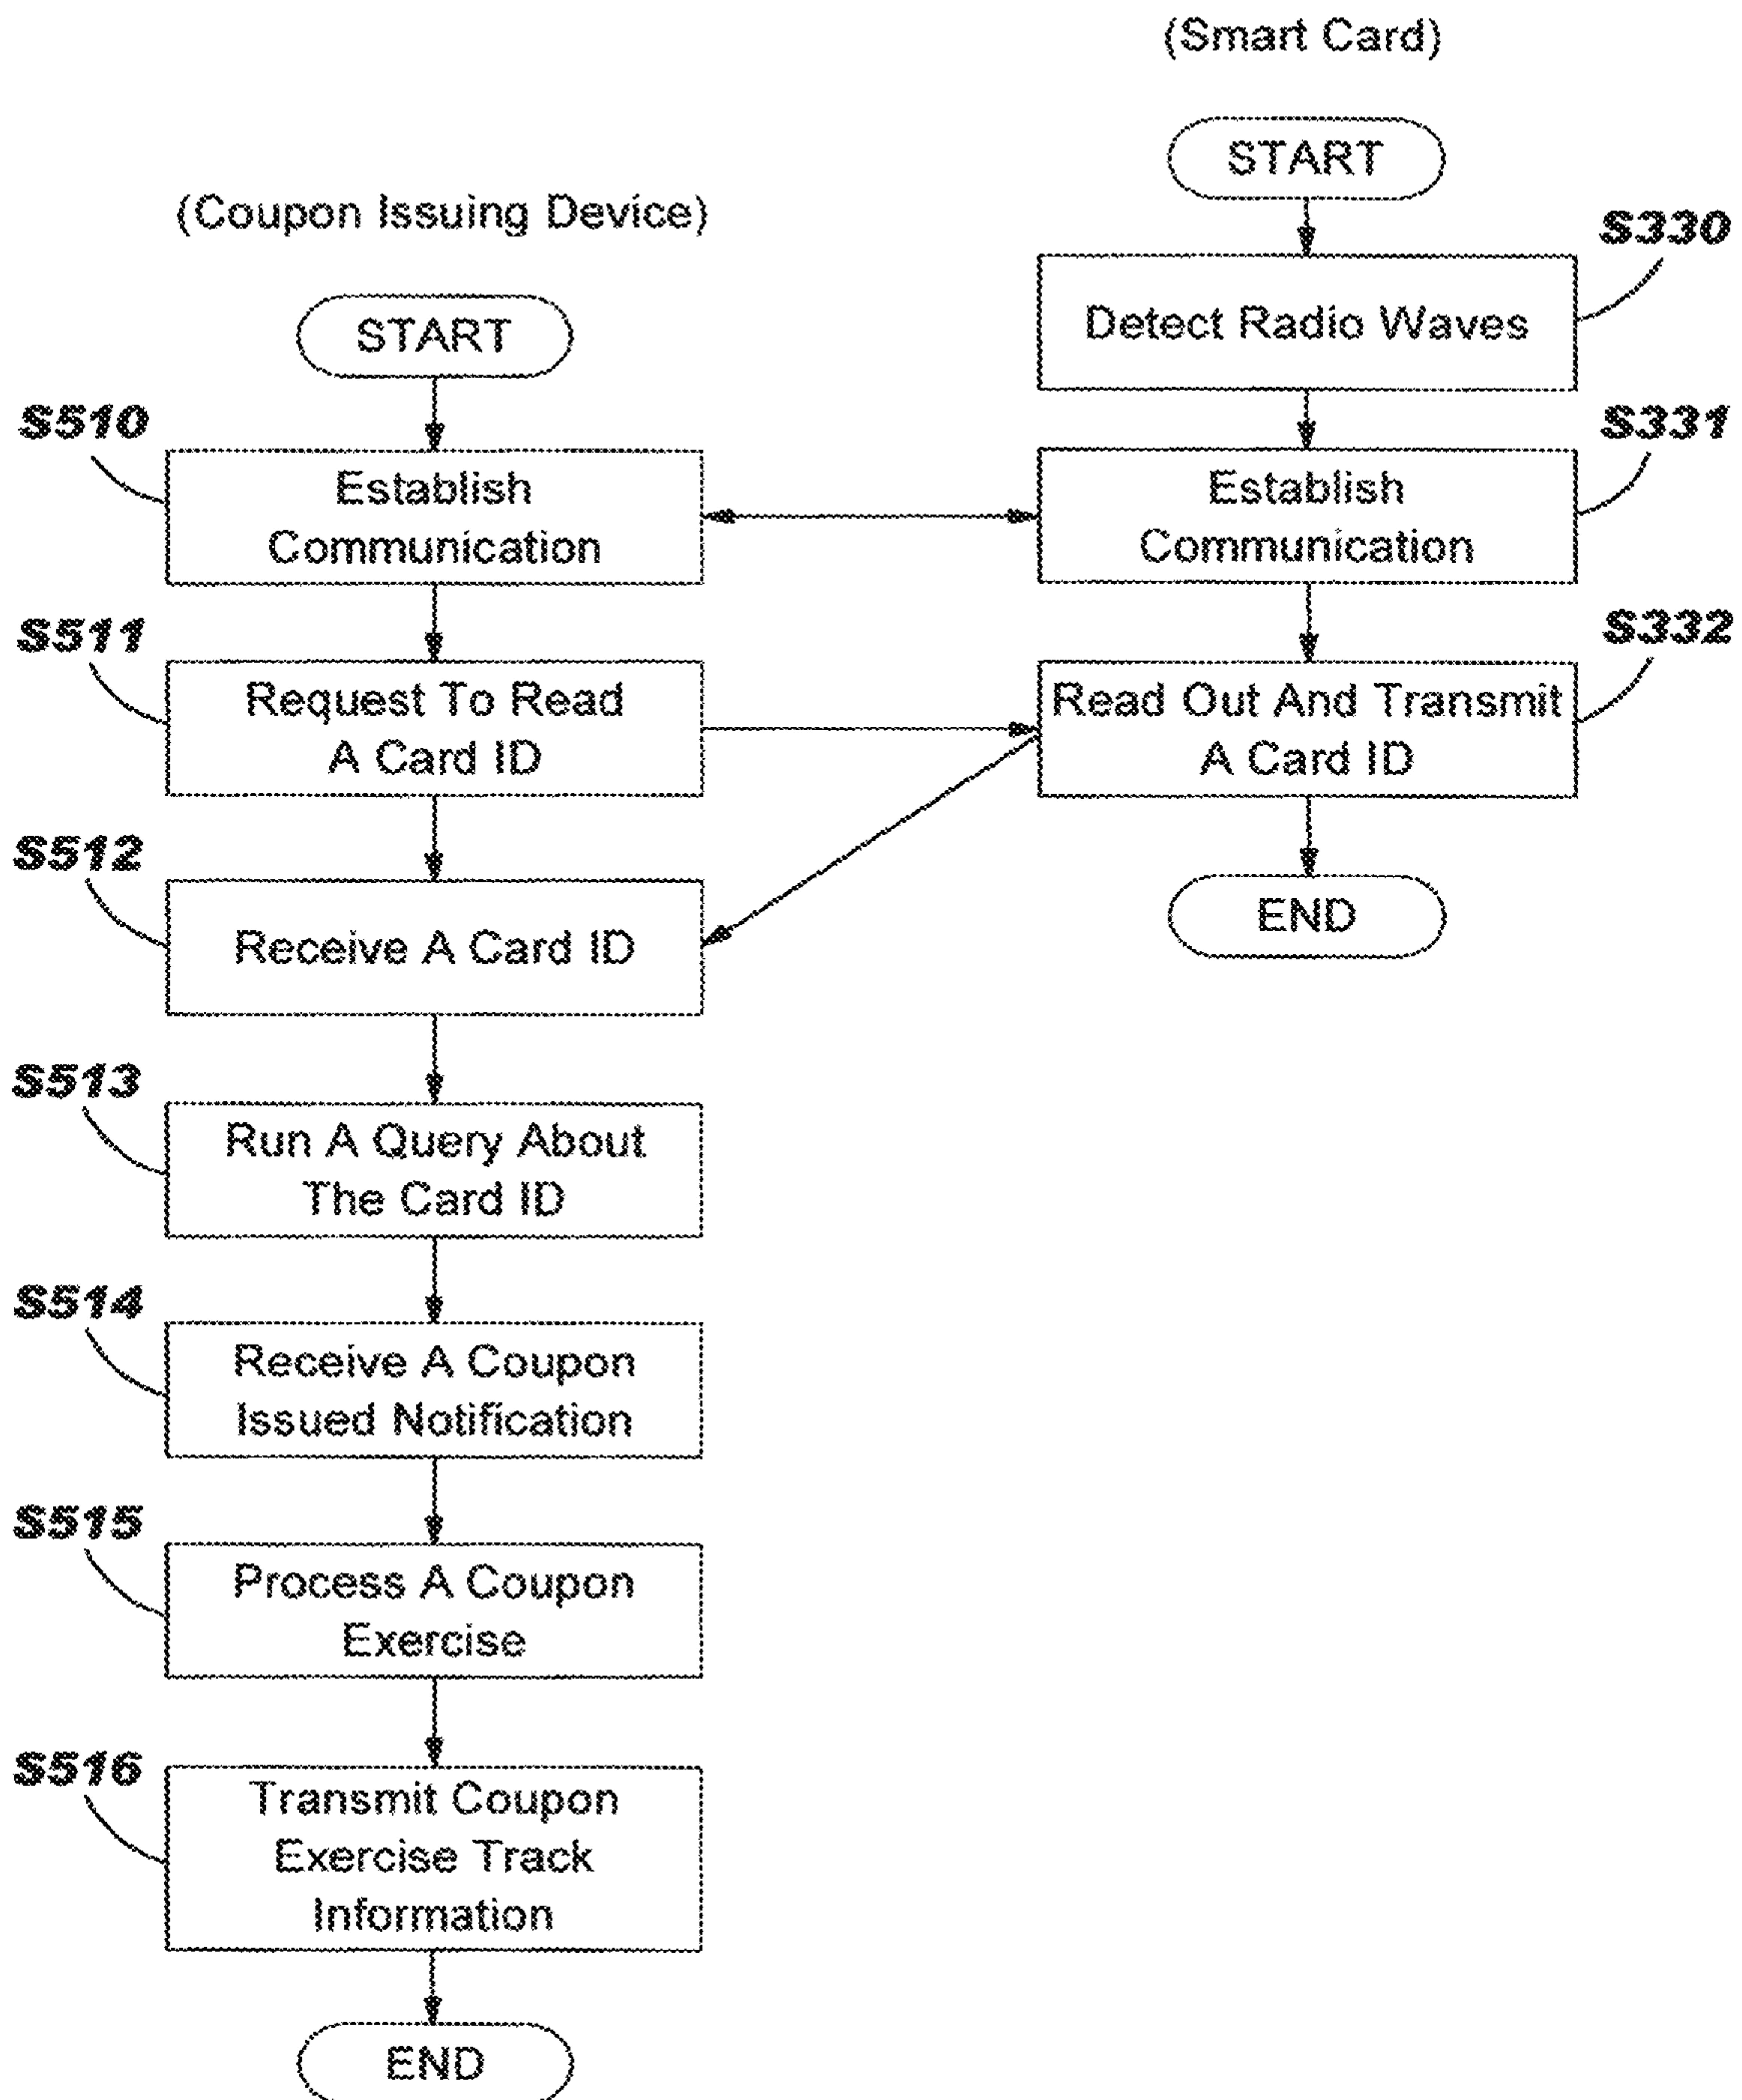 (Smart Card)
START
S330
Detect Radio Waves
S331
Establish
Communication
S332
Read Out And Transmit
A Card ID
END
(Coupon Issuing Device)
START
S510
Establish
Communication
S511
Request To Read
A Card ID
S512
Receive A Card ID
S513
Run A Query About
The Card ID
S514
Receive A Coupon
Issued Notification
S515
Process A Coupon
Exercise
S516
Transmit Coupon
Exercise Track
Information
END